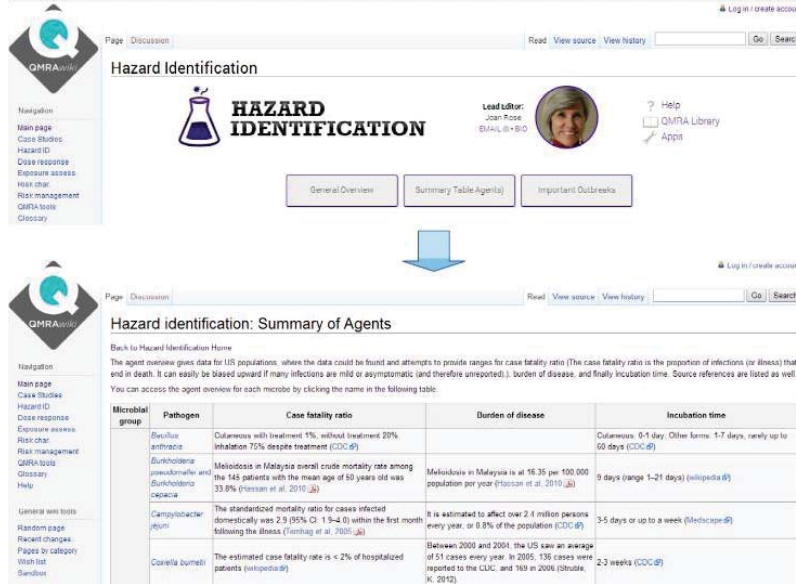 Log in / create accou
Page Discussion Read View source View history Go Searc
QMRAwiki
Hazard Identification
HAZARD
IDENTIFICATION
Lead Editor:
Joan Rose
EMAIL @ • BIO
? Help
QMRA Library
Apps
General Overview
Summary Table Agents)
Important Outbreaks
Navigation
Main page
Case Studies
Hazard ID
Dose response
Exposure assess.
Risk char.
Risk management
QMRA tools
Glossary
Log in / create accou
Page Discussion Read View source View history Go Searc
QMRAwiki
Hazard identification: Summary of Agents
Back to Hazard Identification Home
The agent overview gives data for US populations, where the data could be found and attempts to provide ranges for case fatality ratio (The case fatality ratio is the proportion of infections (or illness) that
end in death. It can easily be biased upward if many infections are mild or asymptomatic (and therefore unreported).), burden of disease, and finally incubation time. Source references are listed as well.
You can access the agent overview for each microbe by clicking the name in the following table.
Navigation
Main page
Case Studies
Hazard ID
Dose response
Exposure assess.
Risk char.
Risk management
QMRA tools
Glossary
Help
General wiki tools
Random page
Recent changes
Pages by category
Wish list
Sandbox
Microbial group
Pathogen
Case fatality ratio
Burden of disease
Incubation time
Bacillus
anthracis
Cutaneous with treatment 1%, without treatment 20%.
Inhalation 75% despite treatment (CDC)
Cutaneous: 0-1 day. Other forms: 1-7 days, rarely up to
60 days (CDC)
Burkholderia
pseudomallei and
Burkholderia
cepacia
Melioidosis in Malaysia overall crude mortality rate among
the 145 patients with the mean age of 50 years old was
33.8% (Hassan et al, 2010)
Melioidosis in Malaysia is at 16.35 per 100,000
population per year (Hassan et al, 2010)
9 days (range 1–21 days) (wikipedia)
Campylobacter
jejuni
The standardized mortality ratio for cases infected
domestically was 2.9 (95% CI: 1.9–4.0) within the first month
following the illness (Ternhag et al, 2005)
It is estimated to affect over 2.4 million persons
every year, or 0.8% of the population (CDC)
3-5 days or up to a week (Medscape)
Coxiella burnetii
The estimated case fatality rate is < 2% of hospitalized
patients (wikipedia)
Between 2000 and 2004, the US saw an average
of 51 cases every year. In 2005, 136 cases were
reported to the CDC, and 169 in 2006 (Struble,
K. 2012).
2-3 weeks (CDC)